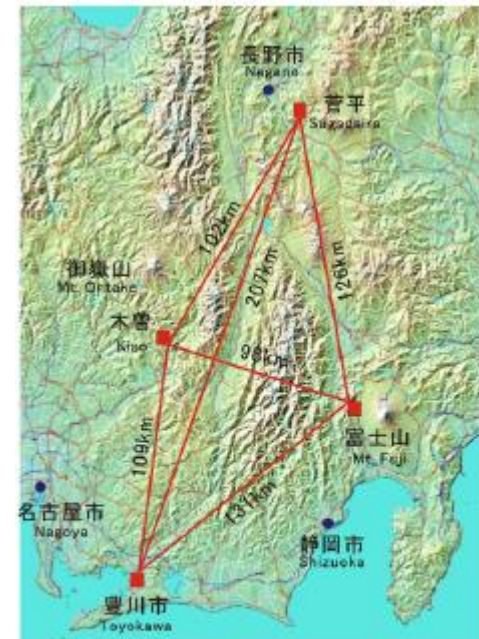 長野市
Nagano
菅平
Sugadaira
102km
207km
126km
御嶽山
Mt. Ontake
木曽
kiso
98km
109km
富士山
Mt. Fuji
131km
名古屋市
Nagoya
静岡市
Shizuoka
豊川市
Toyokawa